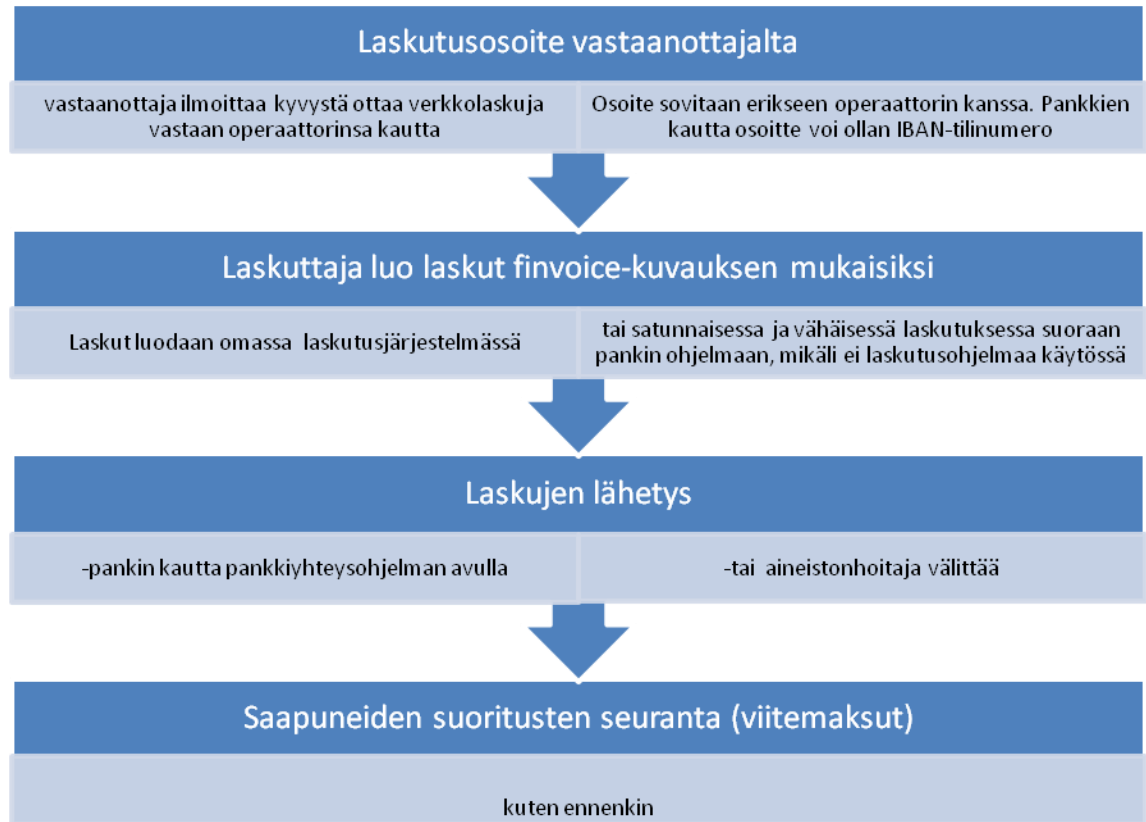 Laskutusosoite vastaanottajalta
vastaanottaja ilmoittaa kyvystä ottaa verkkolaskuja
vastaan operaattorinsa kautta
Osoite sovitaan erikseen operaattorin kanssa. Pankkien
kautta osoitte voi ollan IBAN-tilinumero
Laskuttaja luo laskut finvoice-kuvauksen mukaisiksi
Laskut luodaan omassa laskutusjärjestelmässä
tai satunnaisessa ja vähäisessä laskutuksessa suoraan
pankin ohjelmaan, mikäli ei laskutusohjelmaa käytössä
Laskujen lähetys
-pankin kautta pankkiyhteysohjelman avulla
-tai aineistonhoitaja välittää
Saapuneiden suoritusten seuranta (viitemaksut)
kuten ennenkin